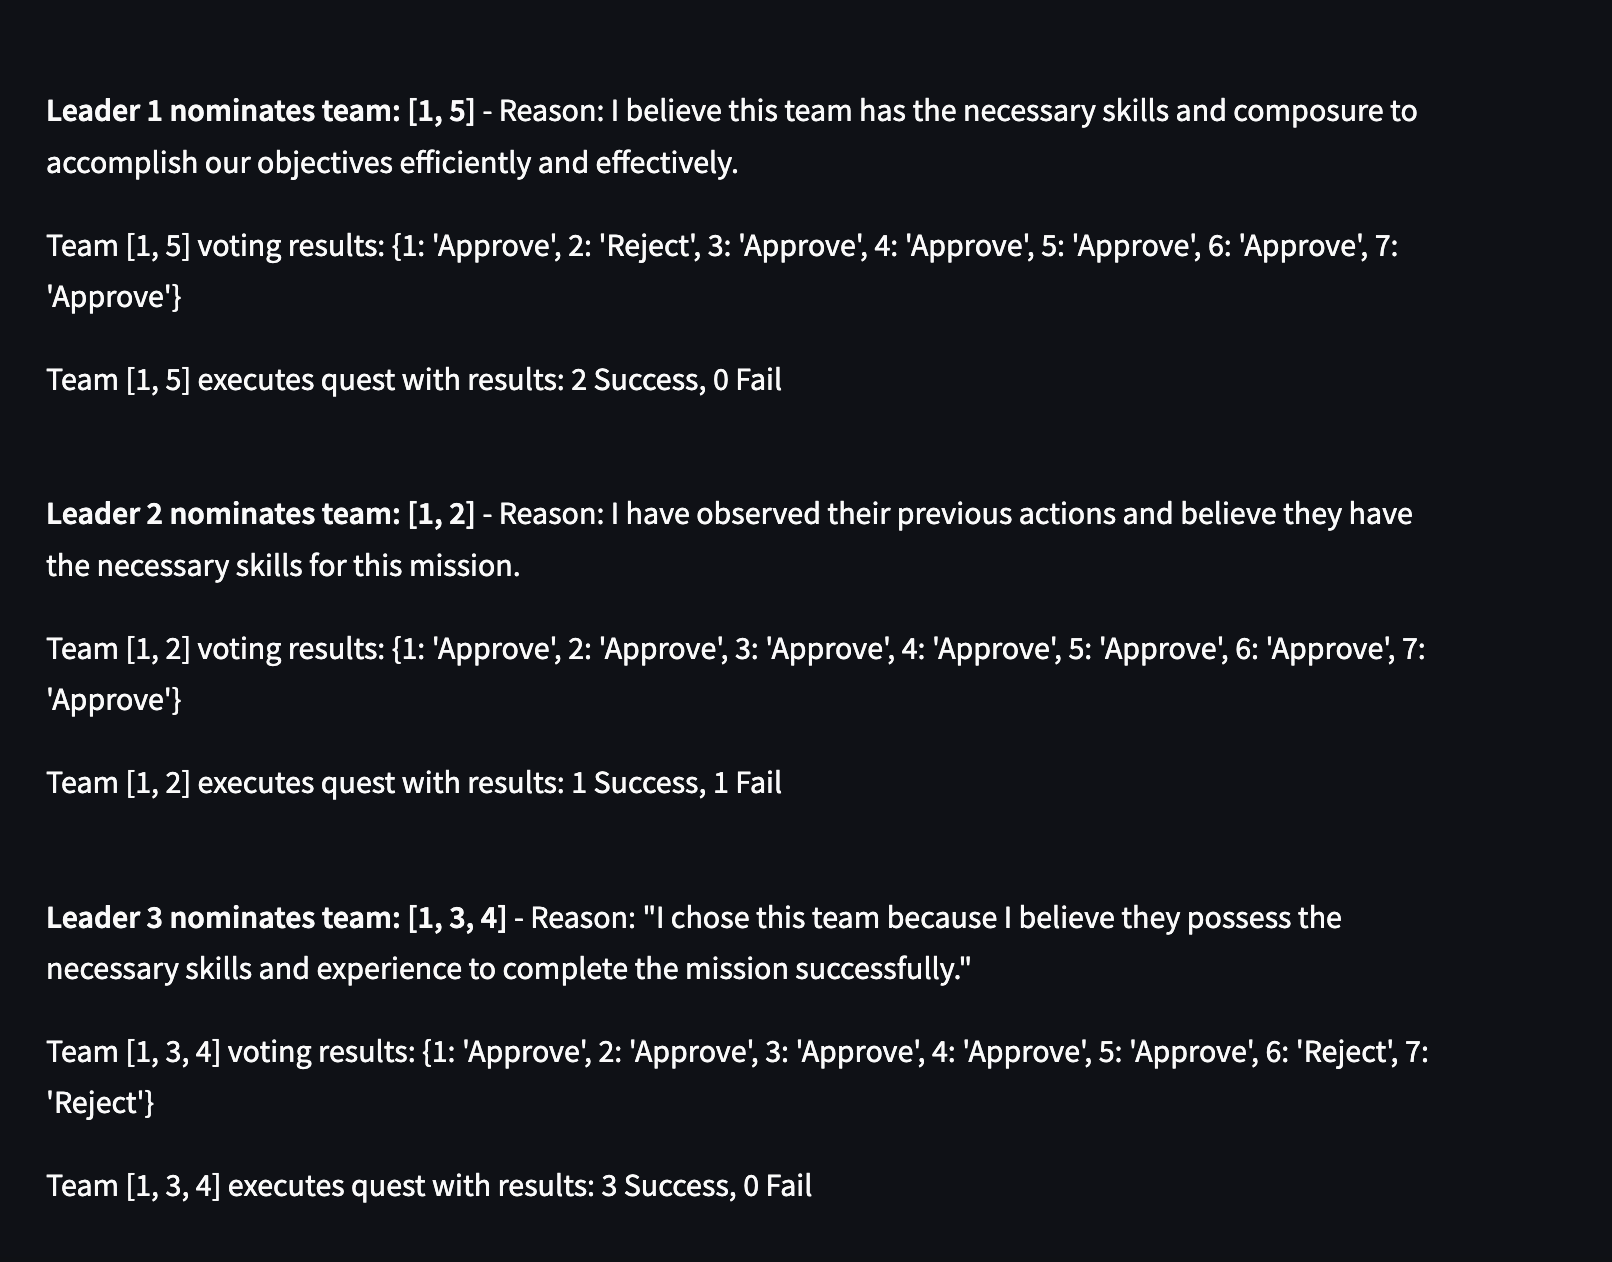 Leader 1 nominates team: [1, 5] - Reason: I believe this team has the necessary skills and composure to
accomplish our objectives efficiently and effectively.
Team [1, 5] voting results: {1: 'Approve', 2: 'Reject', 3: 'Approve', 4: 'Approve', 5: 'Approve', 6: 'Approve', 7:
'Approve'}
Team [1, 5] executes quest with results: 2 Success, 0 Fail
Leader 2 nominates team: [1, 2] - Reason: I have observed their previous actions and believe they have
the necessary skills for this mission.
Team [1, 2] voting results: {1: 'Approve', 2: 'Approve', 3: 'Approve', 4: 'Approve', 5: 'Approve', 6: 'Approve', 7:
'Approve'}
Team [1, 2] executes quest with results: 1 Success, 1 Fail
Leader 3 nominates team: [1, 3, 4] - Reason: "I chose this team because I believe they possess the
necessary skills and experience to complete the mission successfully."
Team [1, 3, 4] voting results: {1: 'Approve', 2: 'Approve', 3: 'Approve', 4: 'Approve', 5: 'Approve', 6: 'Reject', 7:
'Reject'}
Team [1, 3, 4] executes quest with results: 3 Success, 0 Fail